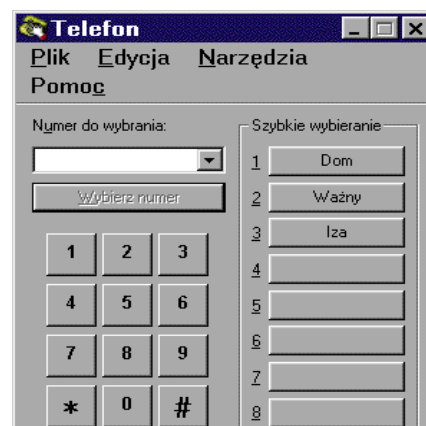 Telefon
Plik Edycja Narzędzia
Pomoc
Numer do wybrania:
Wybierz numer
1 2 3
4 5 6
7 8 9
* 0 #
Szybkie wybieranie
1 Dom
2 Ważny
3 Iza
4
5
6
7
8